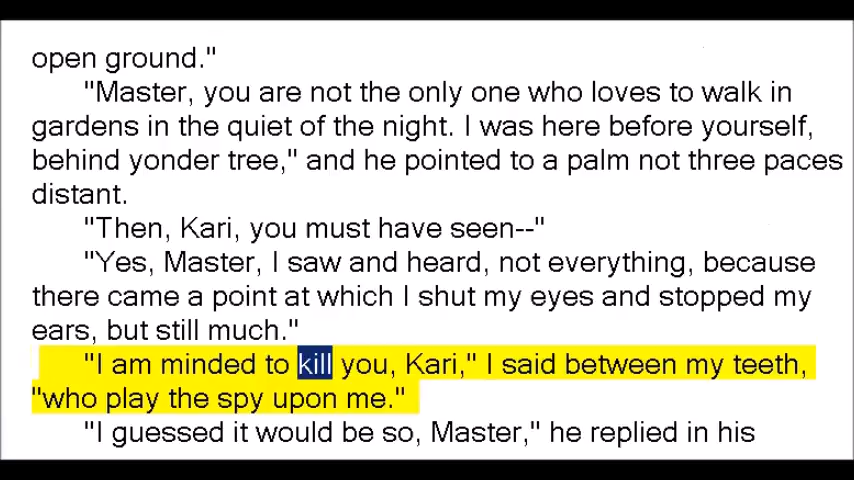 open ground."
"Master, you are not the only one who loves to walk in
gardens in the quiet of the night. I was here before yourself,
behind yonder tree," and he pointed to a palm not three paces
distant.
"Then, Kari, you must have seen--"
"Yes, Master, I saw and heard, not everything, because
there came a point at which I shut my eyes and stopped my
ears, but still much."
"I am minded to kill you, Kari," I said between my teeth,
"who play the spy upon me."
"I guessed it would be so, Master," he replied in his